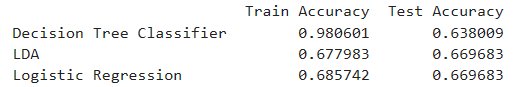 Train Accuracy Test Accuracy
Decision Tree Classifier 0.980601 0.638009
LDA 0.677983 0.669683
Logistic Regression 0.685742 0.669683